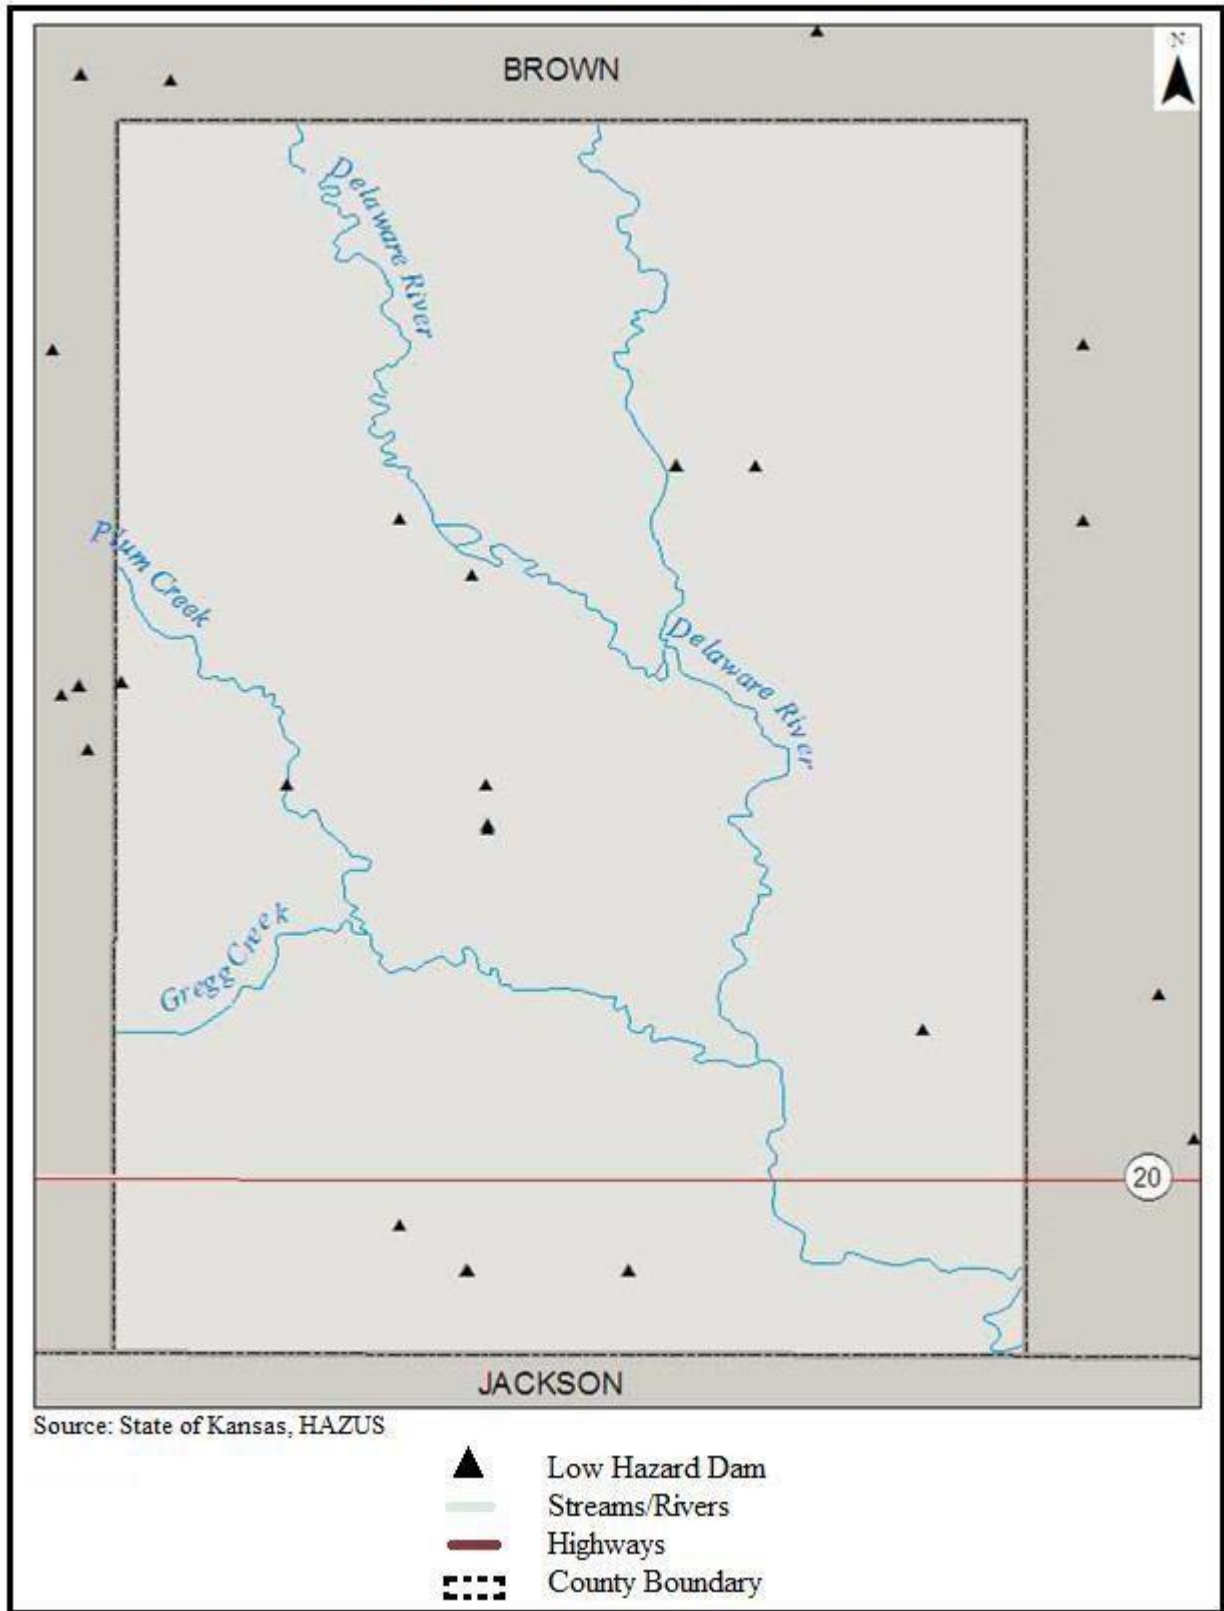 N
BROWN
Delaware River
Plum Creek
Delaware River
Gregg Creek
20
JACKSON
Source: State of Kansas, HAZUS
Low Hazard Dam
Streams/Rivers
Highways
County Boundary